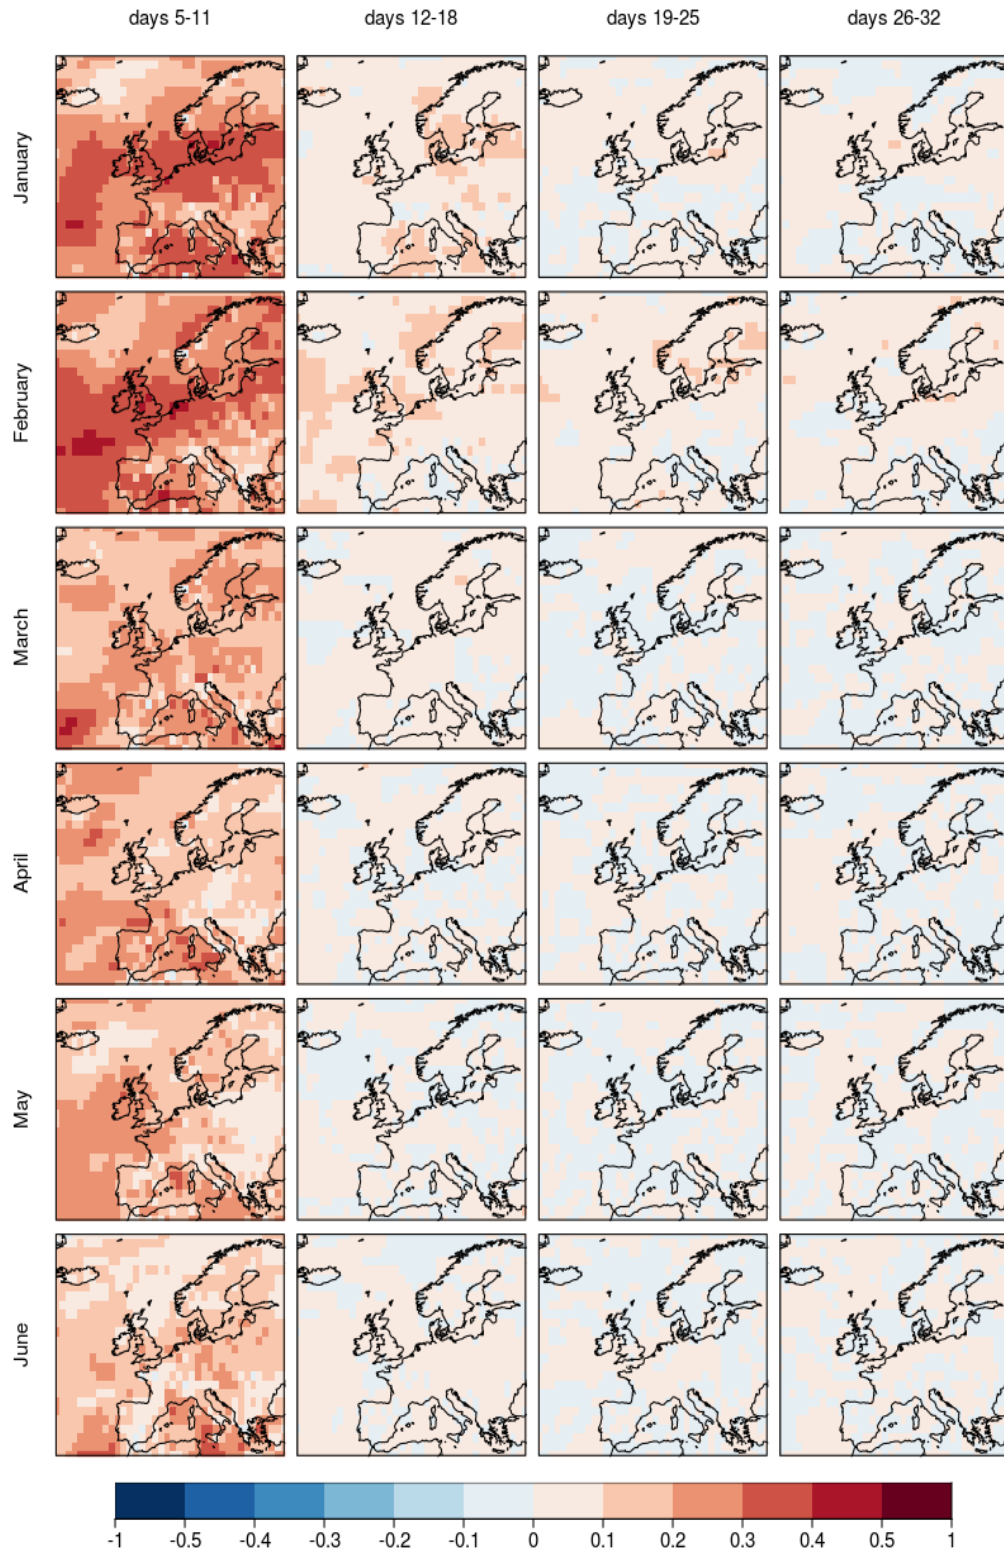 days 5-11 days 12-18 days 19-25 days 26-32
January
February
March
April
May
June
-1 -0.5 -0.4 -0.3 -0.2 -0.1 0 0.1 0.2 0.3 0.4 0.5 1